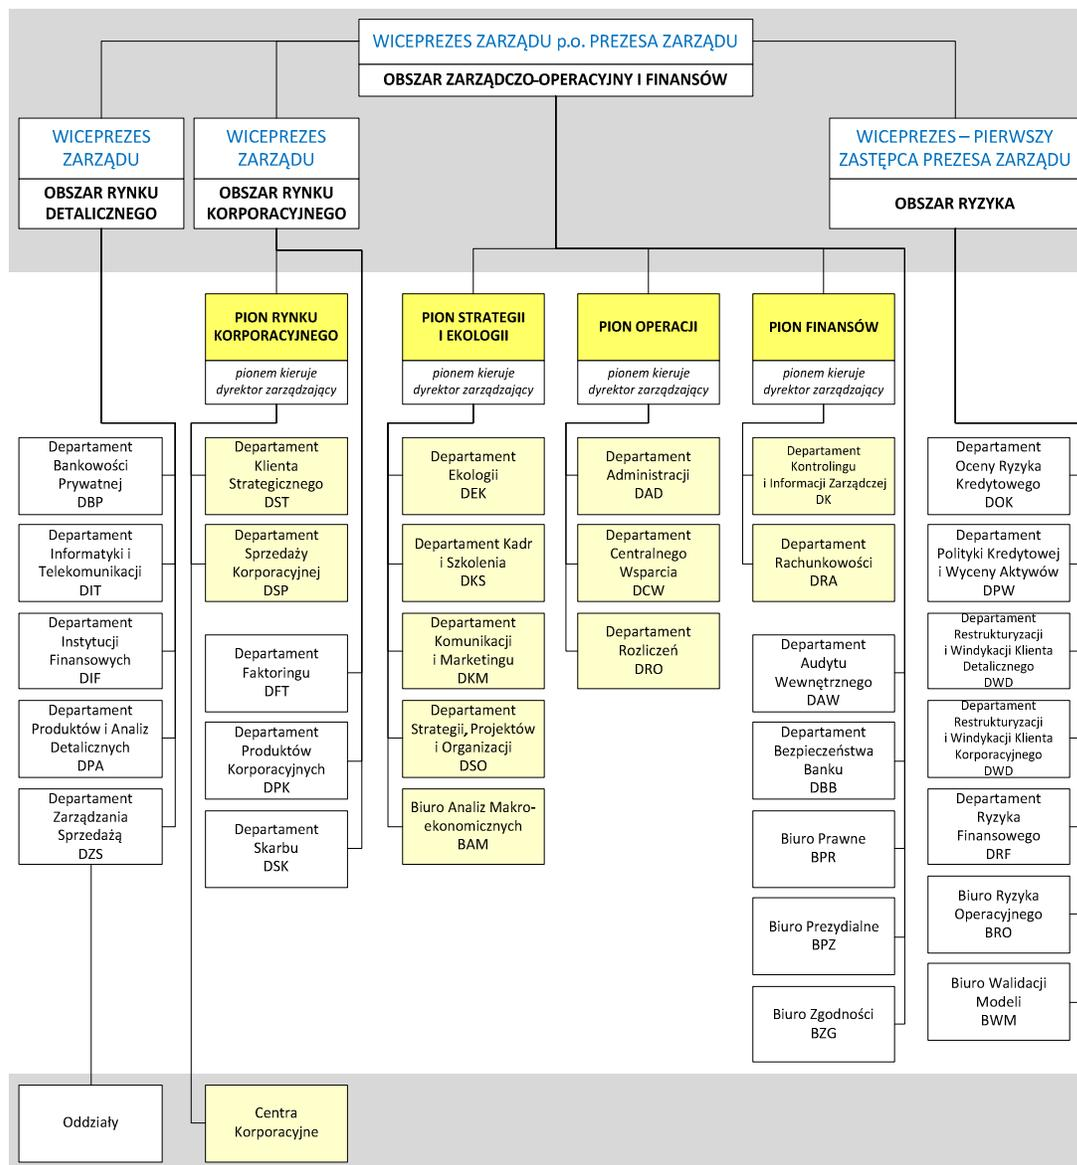 WICEPREZES ZARZĄDU p.o. PREZESA ZARZĄDU
OBSZAR ZARZĄDCZO-OPERACYJNY I FINANSÓW
WICEPREZES
ZARZĄDU
OBSZAR RYNKU
DETALICZNEGO
WICEPREZES
ZARZĄDU
OBSZAR RYNKU
KORPORACYJNEGO
WICEPREZES – PIERWSZY
ZASTĘPCA PREZESA ZARZĄDU
OBSZAR RYZYKA
PION RYNKU
KORPORACYJNEGO
pionem kieruje
dyrektor zarządzający
PION STRATEGII
I EKOLOGII
pionem kieruje
dyrektor zarządzający
PION OPERACJI
pionem kieruje
dyrektor zarządzający
PION FINANSÓW
pionem kieruje
dyrektor zarządzający
Departament
Bankowości
Prywatnej
DBP
Departament
Informatyki i
Telekomunikacji
DIT
Departament
Instytucji
Finansowych
DIF
Departament
Produktów i Analiz
Detalicznych
DPA
Departament
Zarządzania
Sprzedażą
DZS
Departament
Klienta
Strategicznego
DST
Departament
Sprzedaży
Korporacyjnej
DSP
Departament
Faktoringu
DFT
Departament
Produktów
Korporacyjnych
DPK
Departament
Skarbu
DSK
Departament
Ekologii
DEK
Departament Kadr
i Szkolenia
DKS
Departament
Komunikacji
i Marketingu
DKM
Departament
Strategii, Projektów
i Organizacji
DSO
Biuro Analiz Makro-
ekonomicznych
BAM
Departament
Administracji
DAD
Departament
Centralnego
Wsparcia
DCW
Departament
Rozliczeń
DRO
Departament
Kontrolingu
i Informacji Zarządczej
DK
Departament
Rachunkowości
DRA
Departament
Audytu
Wewnętrznego
DAW
Departament
Bezpieczeństwa
Banku
DBB
Biuro Prawne
BPR
Biuro Prezydialne
BPZ
Biuro Zgodności
BZG
Departament
Oceny Ryzyka
Kredytowego
DOK
Departament
Polityki Kredytowej
i Wyceny Aktywów
DPW
Departament
Restrukturyzacji
i Windykacji Klienta
Detalicznego
DWD
Departament
Restrukturyzacji
i Windykacji Klienta
Korporacyjnego
DWD
Departament
Ryzyka
Finansowego
DRF
Biuro Ryzyka
Operacyjnego
BRO
Biuro Walidacji
Modeli
BWM
Oddziały
Centra
Korporacyjne